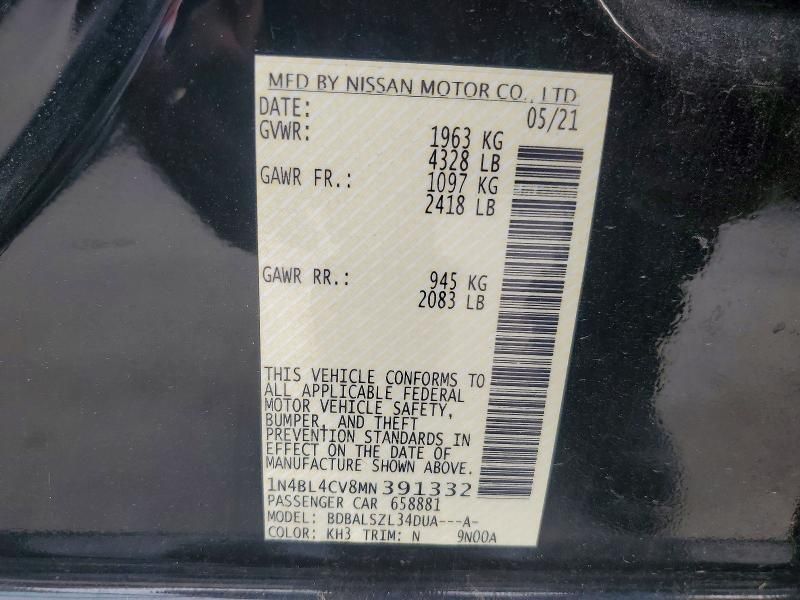 MFD BY NISSAN MOTOR CO., LTD
DATE: 05/21
GVWR: 1963 KG
4328 LB
GAWR FR.: 1097 KG
2418 LB
GAWR RR.: 945 KG
2083 LB
THIS VEHICLE CONFORMS TO
ALL APPLICABLE FEDERAL
MOTOR VEHICLE SAFETY,
BUMPER, AND THEFT
PREVENTION STANDARDS IN
EFFECT ON THE DATE OF
MANUFACTURE SHOWN ABOVE.
1N4BL4CV8MN391332
PASSENGER CAR 658881
MODEL: BDBALSZL34DUA---A-
COLOR: KH3 TRIM: N 9N00A